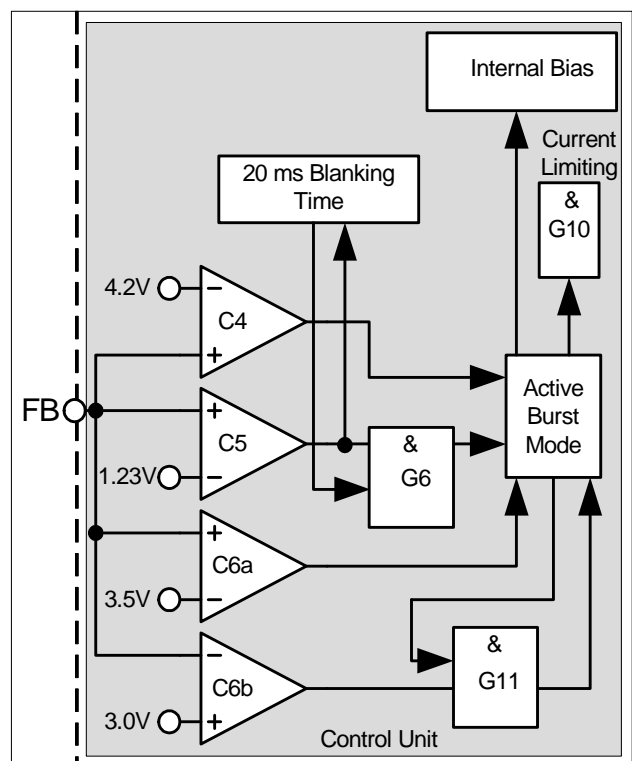 Internal Bias
Current
Limiting
20 ms Blanking
Time
&
G10
4.2V
−
C4
+
FB
+
C5
−
1.23V
&
G6
Active
Burst
Mode
+
C6a
−
3.5V
−
C6b
+
3.0V
&
G11
Control Unit